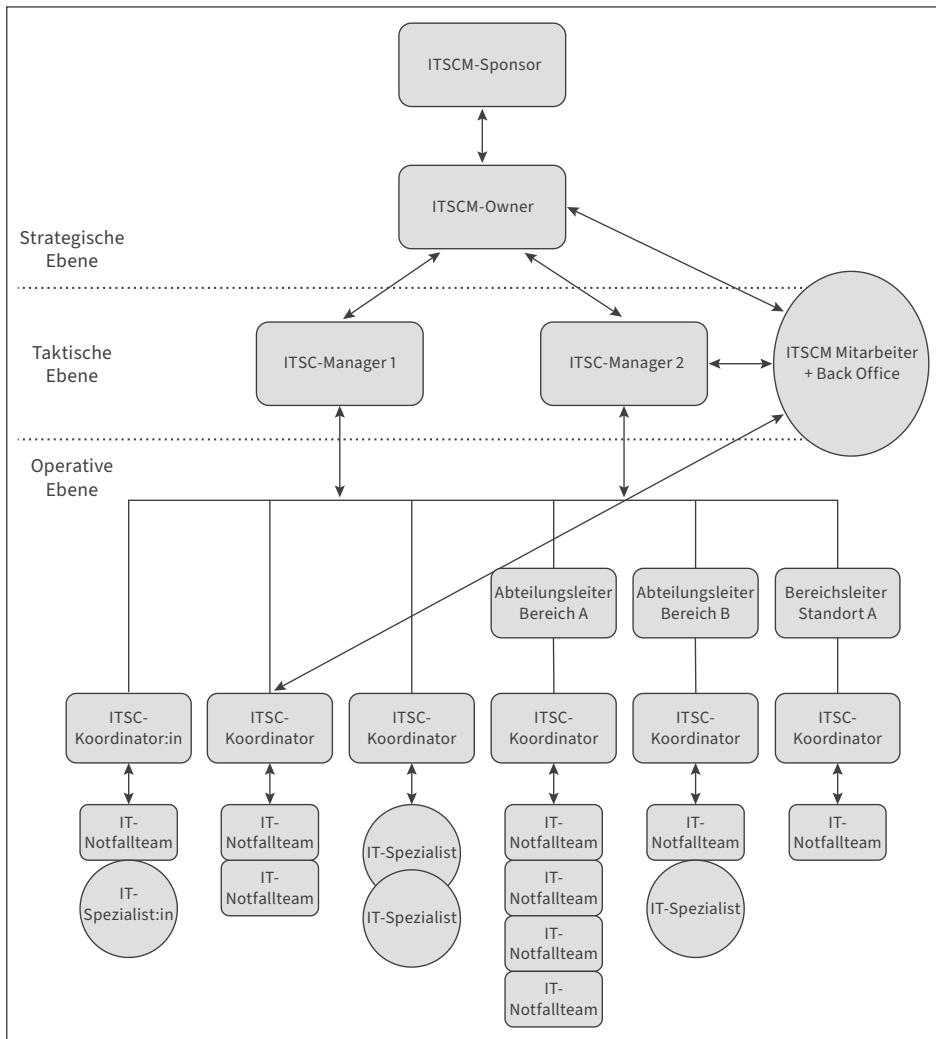 ITSCM-Sponsor
ITSCM-Owner
Strategische
Ebene
Taktische
Ebene
ITSC-Manager 1
ITSC-Manager 2
ITSCM Mitarbeiter
+ Back Office
Operative
Ebene
Abteilungsleiter
Bereich A
Abteilungsleiter
Bereich B
Bereichsleiter
Standort A
ITSC-
Koordinator:in
ITSC-
Koordinator
ITSC-
Koordinator
ITSC-
Koordinator
ITSC-
Koordinator
ITSC-
Koordinator
IT-
Notfallteam
IT-
Spezialist:in
IT-
Notfallteam
IT-
Notfallteam
IT-Spezialist
IT-Spezialist
IT-
Notfallteam
IT-
Notfallteam
IT-
Notfallteam
IT-
Notfallteam
IT-
Notfallteam
IT-Spezialist
IT-
Notfallteam